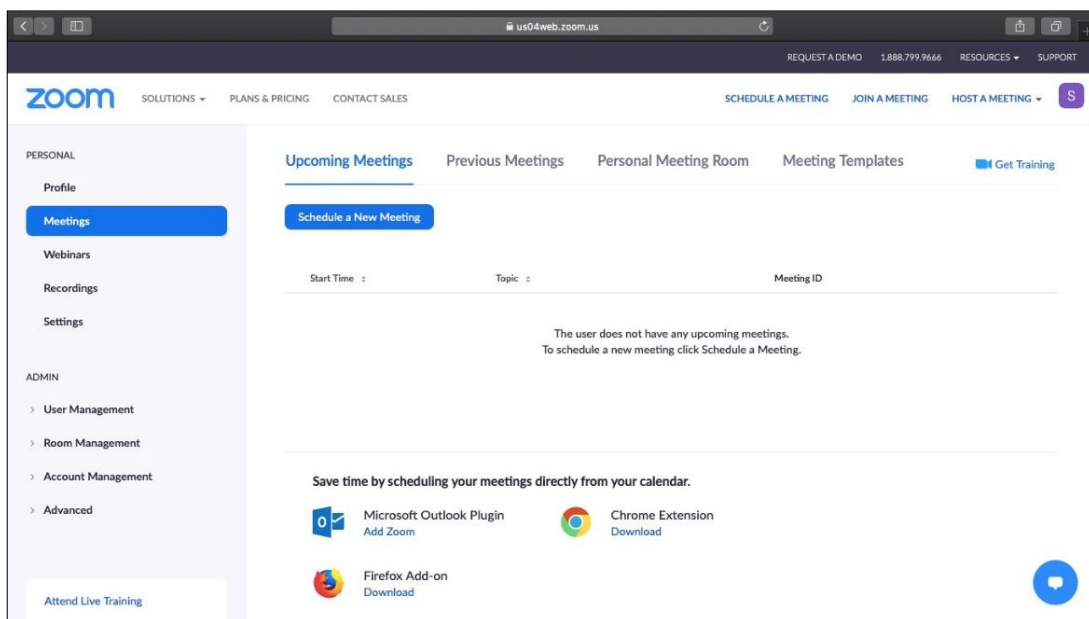 us04web.zoom.us
REQUEST A DEMO 1.888.799.9666 RESOURCES SUPPORT
zoom SOLUTIONS PLANS & PRICING CONTACT SALES SCHEDULE A MEETING JOIN A MEETING HOST A MEETING S
PERSONAL
Profile
Meetings
Webinars
Recordings
Settings
ADMIN
User Management
Room Management
Account Management
Advanced
Attend Live Training
Upcoming Meetings Previous Meetings Personal Meeting Room Meeting Templates Get Training
Schedule a New Meeting
Start Time Topic Meeting ID
The user does not have any upcoming meetings.
To schedule a new meeting click Schedule a Meeting.
Save time by scheduling your meetings directly from your calendar.
Microsoft Outlook Plugin
Add Zoom
Chrome Extension
Download
Firefox Add-on
Download